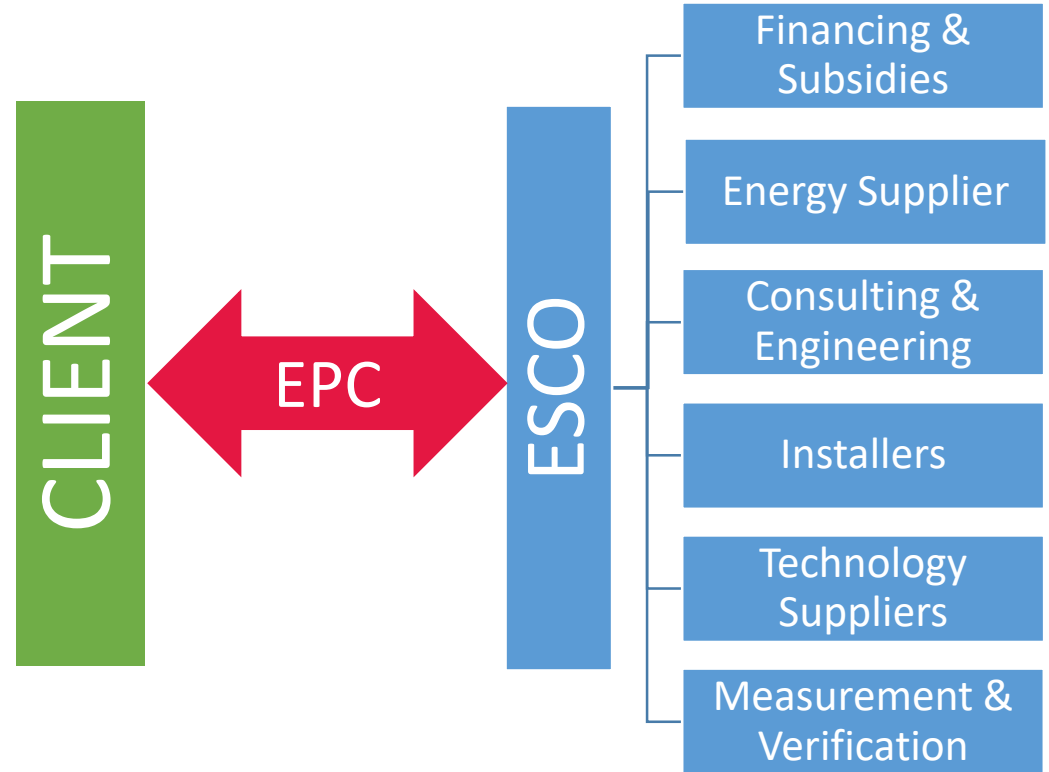 CLIENT
EPC
ESCO
Financing &
Subsidies
Energy Supplier
Consulting &
Engineering
Installers
Technology
Suppliers
Measurement &
Verification